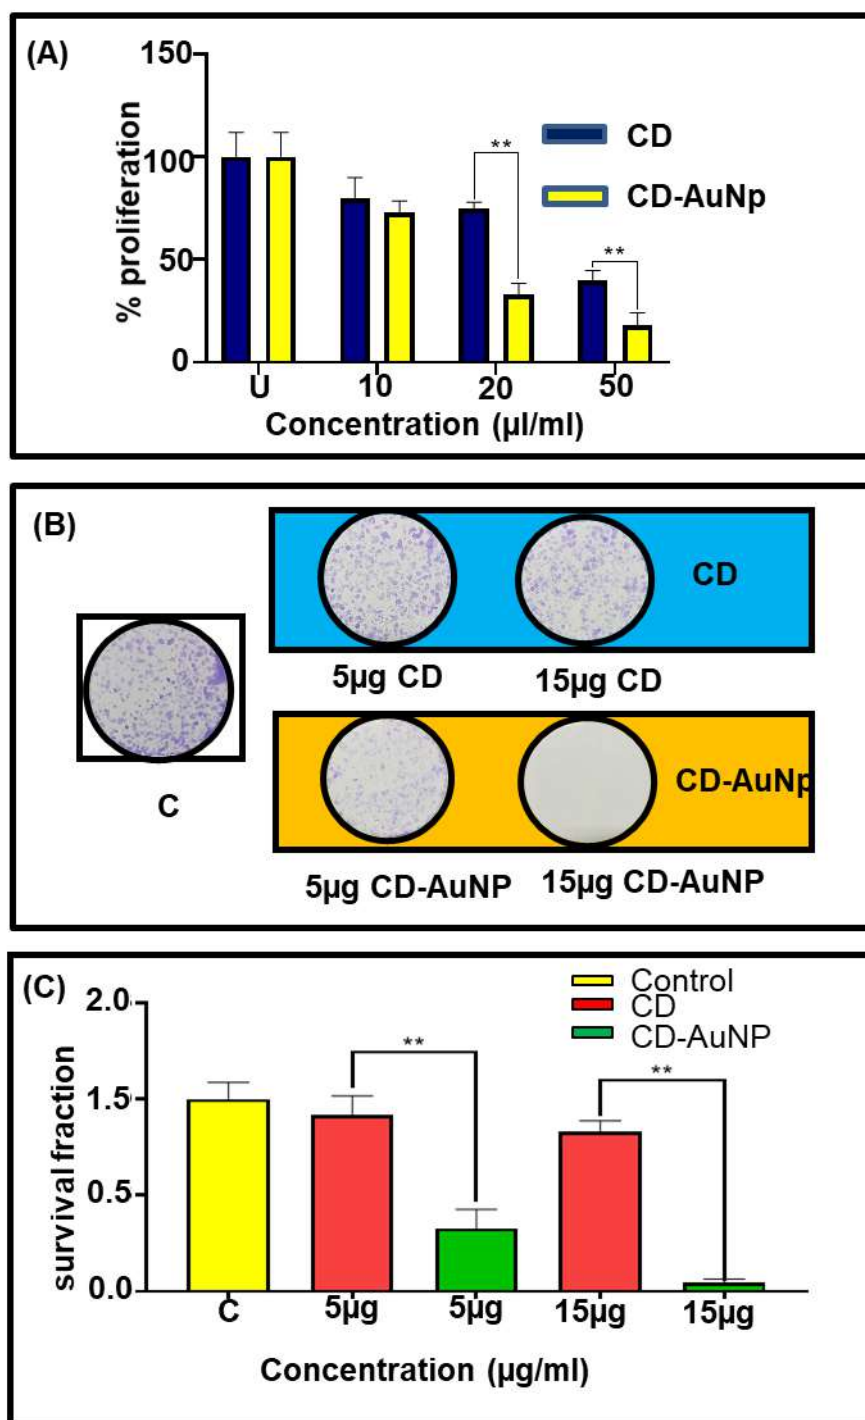 (A)
150
100
50
0
% proliferation
**
**
CD
CD-AuNp
U 10 20 50
Concentration (µl/ml)
(B)
CD
5µg CD 15µg CD
C
CD-AuNp
5µg CD-AuNP 15µg CD-AuNP
(C)
Control
CD
CD-AuNP
2.0
1.5
0.5
0.0
survival fraction
**
**
C 5µg 5µg 15µg 15µg
Concentration (µg/ml)